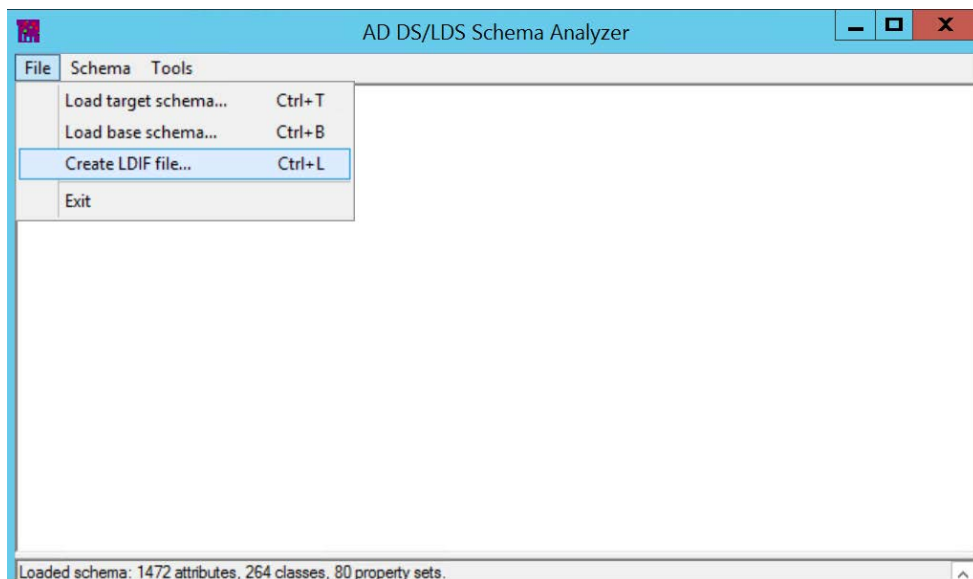 AD DS/LDS Schema Analyzer
File Schema Tools
Load target schema... Ctrl+T
Load base schema... Ctrl+B
Create LDIF file... Ctrl+L
Exit
Loaded schema: 1472 attributes, 264 classes, 80 property sets.